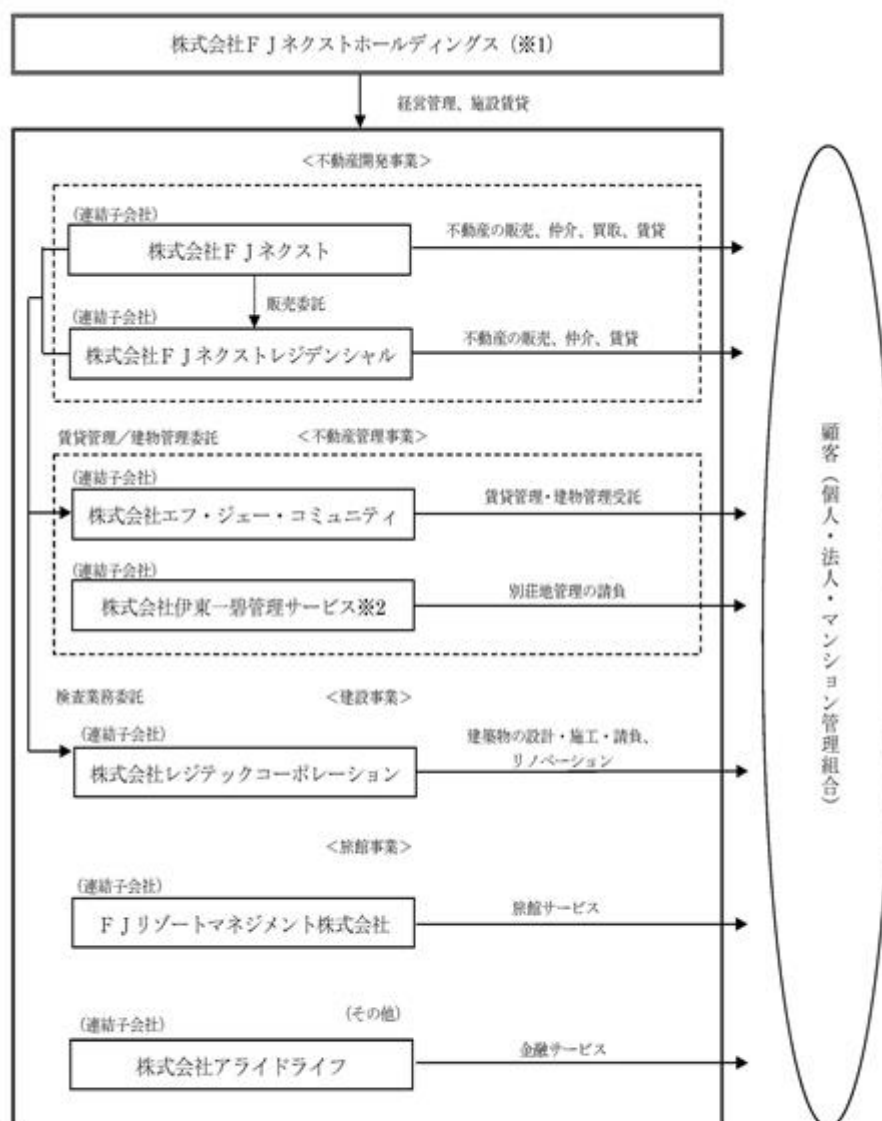 株式会社ＦＪネクストホールディングス（※1）
経営管理、施設賃貸
＜不動産開発事業＞
(連結子会社)
株式会社ＦＪネクスト
不動産の販売、仲介、買取、賃貸
販売委託
(連結子会社)
株式会社ＦＪネクストレジデンシャル
不動産の販売、仲介、賃貸
賃貸管理／建物管理委託
＜不動産管理事業＞
(連結子会社)
株式会社エフ・ジェー・コミュニティ
賃貸管理・建物管理受託
(連結子会社)
株式会社伊東一碧管理サービス※2
別荘地管理の請負
検査業務委託
＜建設事業＞
(連結子会社)
株式会社レジテックコーポレーション
建築物の設計・施工・請負、
リノベーション
＜旅館事業＞
(連結子会社)
ＦＪリゾートマネジメント株式会社
旅館サービス
(その他)
(連結子会社)
株式会社アライドライフ
金融サービス
顧客（個人・法人・マンション管理組合）